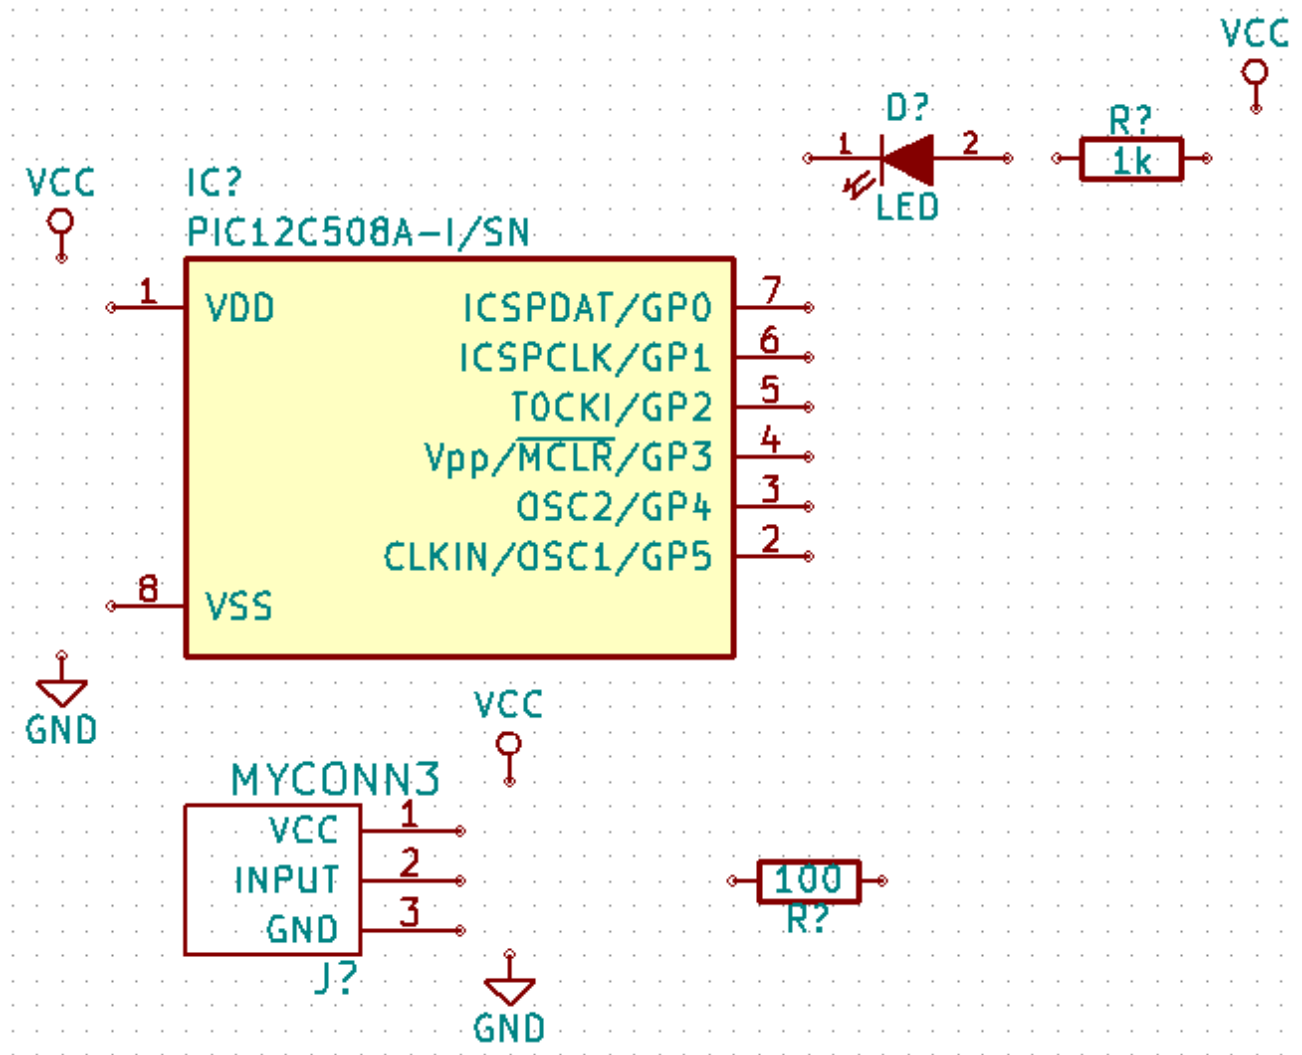 VCC
D?
R?
1 2
1k
LED
VCC
IC?
PIC12C508A-I/SN
1 VDD ICSPDAT/GP0 7
ICSPCLK/GP1 6
T0CKI/GP2 5
Vpp/MCLR/GP3 4
OSC2/GP4 3
CLKIN/OSC1/GP5 2
8 VSS
GND
VCC
MYCONN3
VCC 1
INPUT 2
GND 3
J?
100
R?
GND